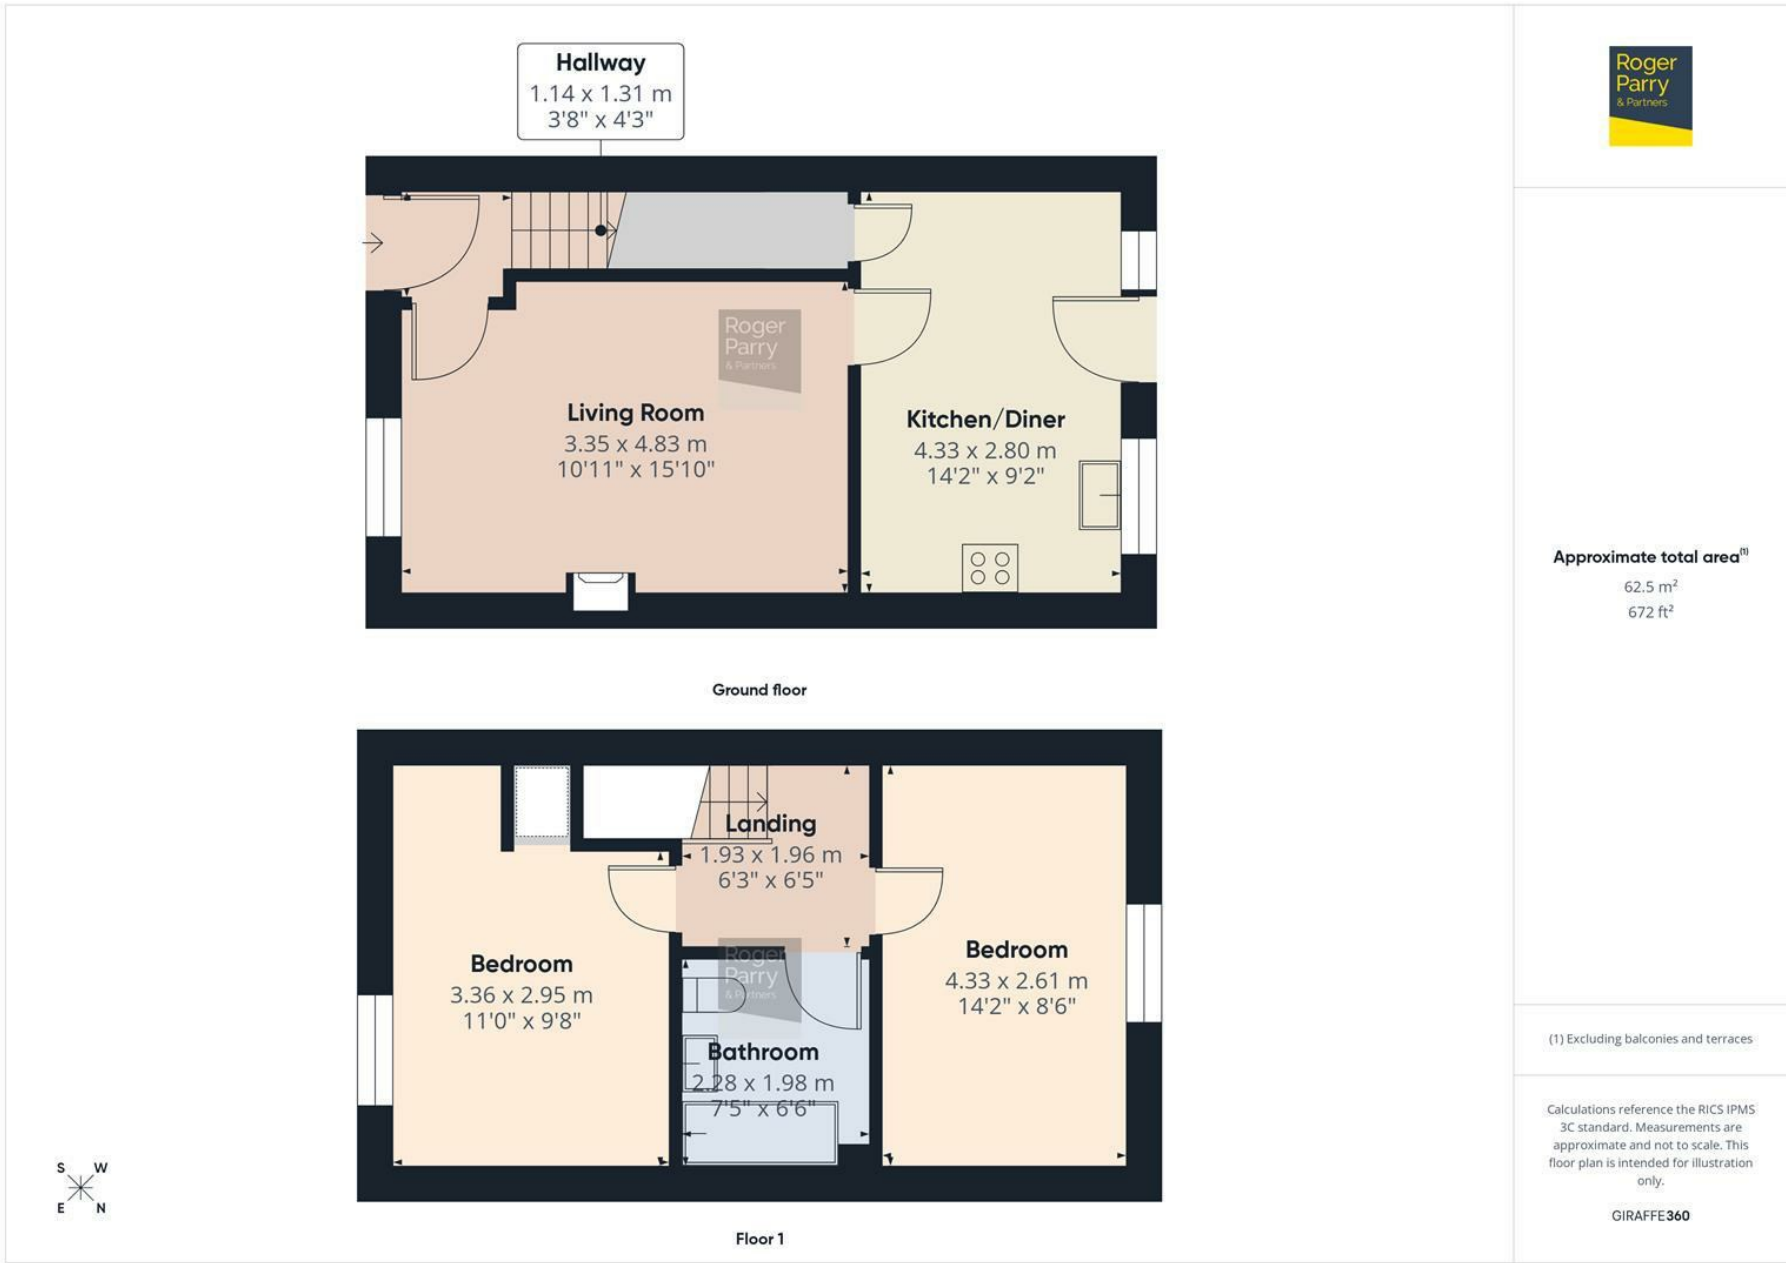 Hallway
1.14 x 1.31 m
3'8" x 4'3"
Roger
Parry
& Partners
Living Room
3.35 x 4.83 m
10'11" x 15'10"
Kitchen/Diner
4.33 x 2.80 m
14'2" x 9'2"
Ground floor
Landing
1.93 x 1.96 m
6'3" x 6'5"
Bedroom
3.36 x 2.95 m
11'0" x 9'8"
Roger
Parry
& Partners
Bathroom
2.28 x 1.98 m
7'5" x 6'6"
Bedroom
4.33 x 2.61 m
14'2" x 8'6"
S W
E N
Floor 1
Roger
Parry
& Partners
Approximate total area(1)
62.5 m²
672 ft²
(1) Excluding balconies and terraces
Calculations reference the RICS IPMS
3C standard. Measurements are
approximate and not to scale. This
floor plan is intended for illustration
only.
GIRAFFE360